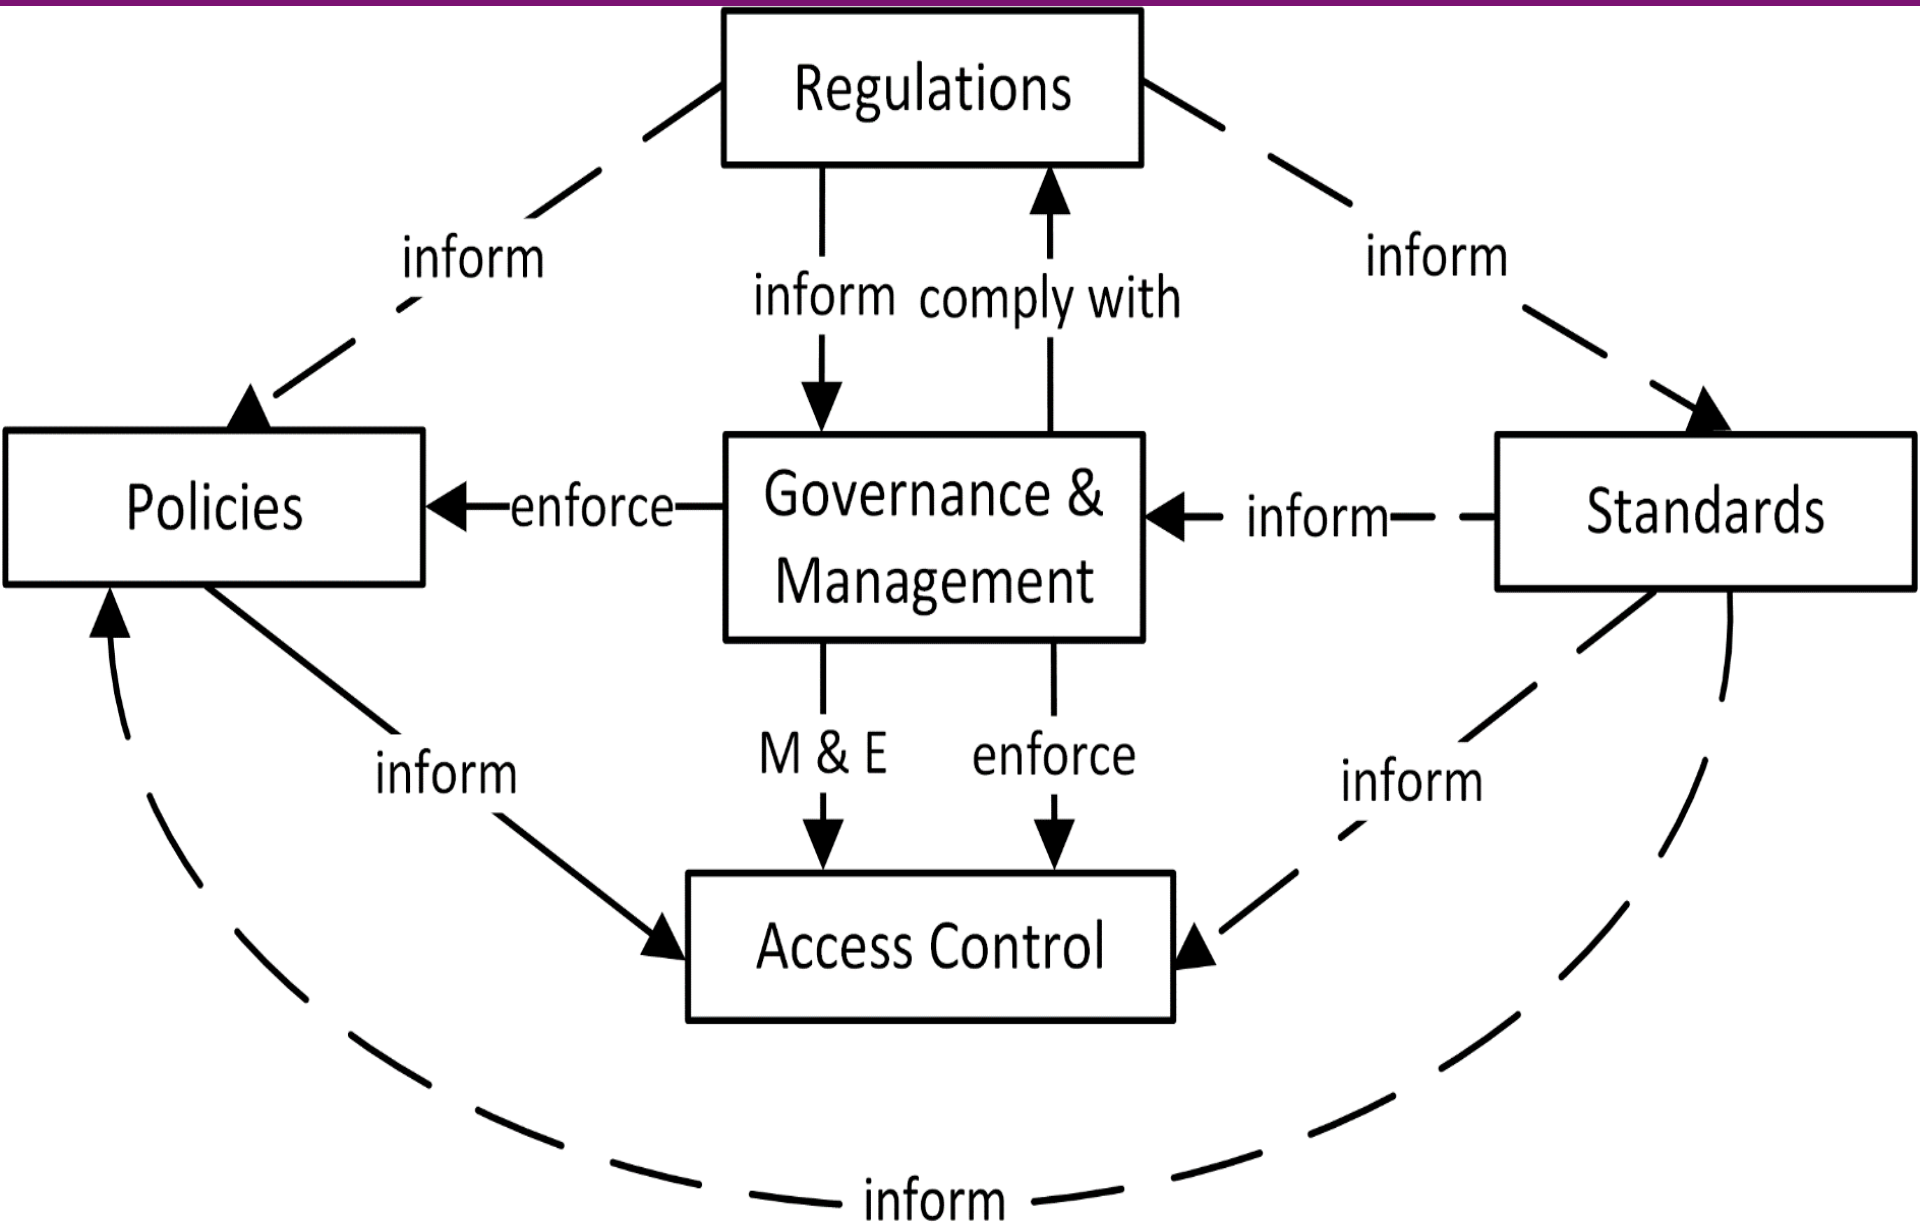 Regulations
inform
inform
inform comply with
Policies
enforce
Governance &
Management
inform
Standards
inform
M & E
enforce
inform
Access Control
inform